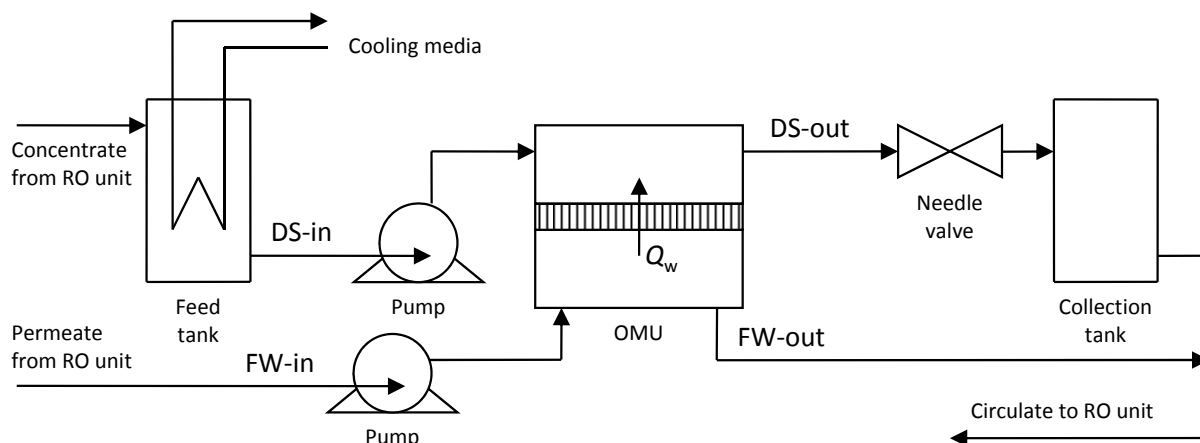 Cooling media
DS-out
Concentrate
from RO unit
Needle
valve
DS-in
Qw
Feed
tank
Pump
OMU
Collection
tank
Permeate
from RO unit
FW-in
FW-out
Pump
Circulate to RO unit